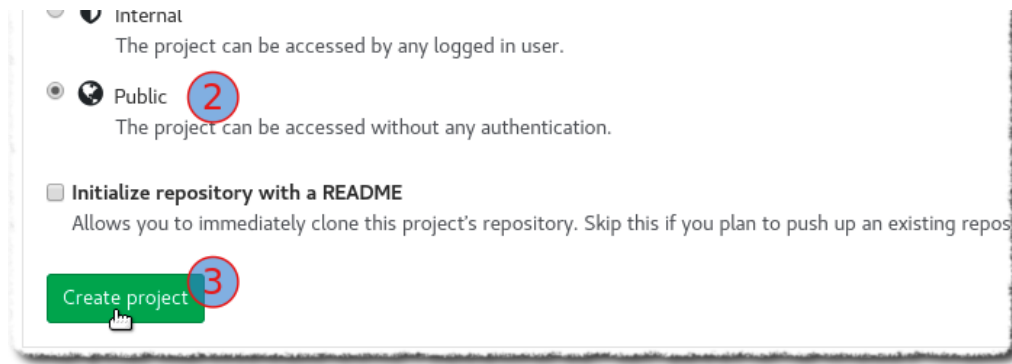 Internal
The project can be accessed by any logged in user.
Public 2
The project can be accessed without any authentication.
Initialize repository with a README
Allows you to immediately clone this project's repository. Skip this if you plan to push up an existing
3
Create project